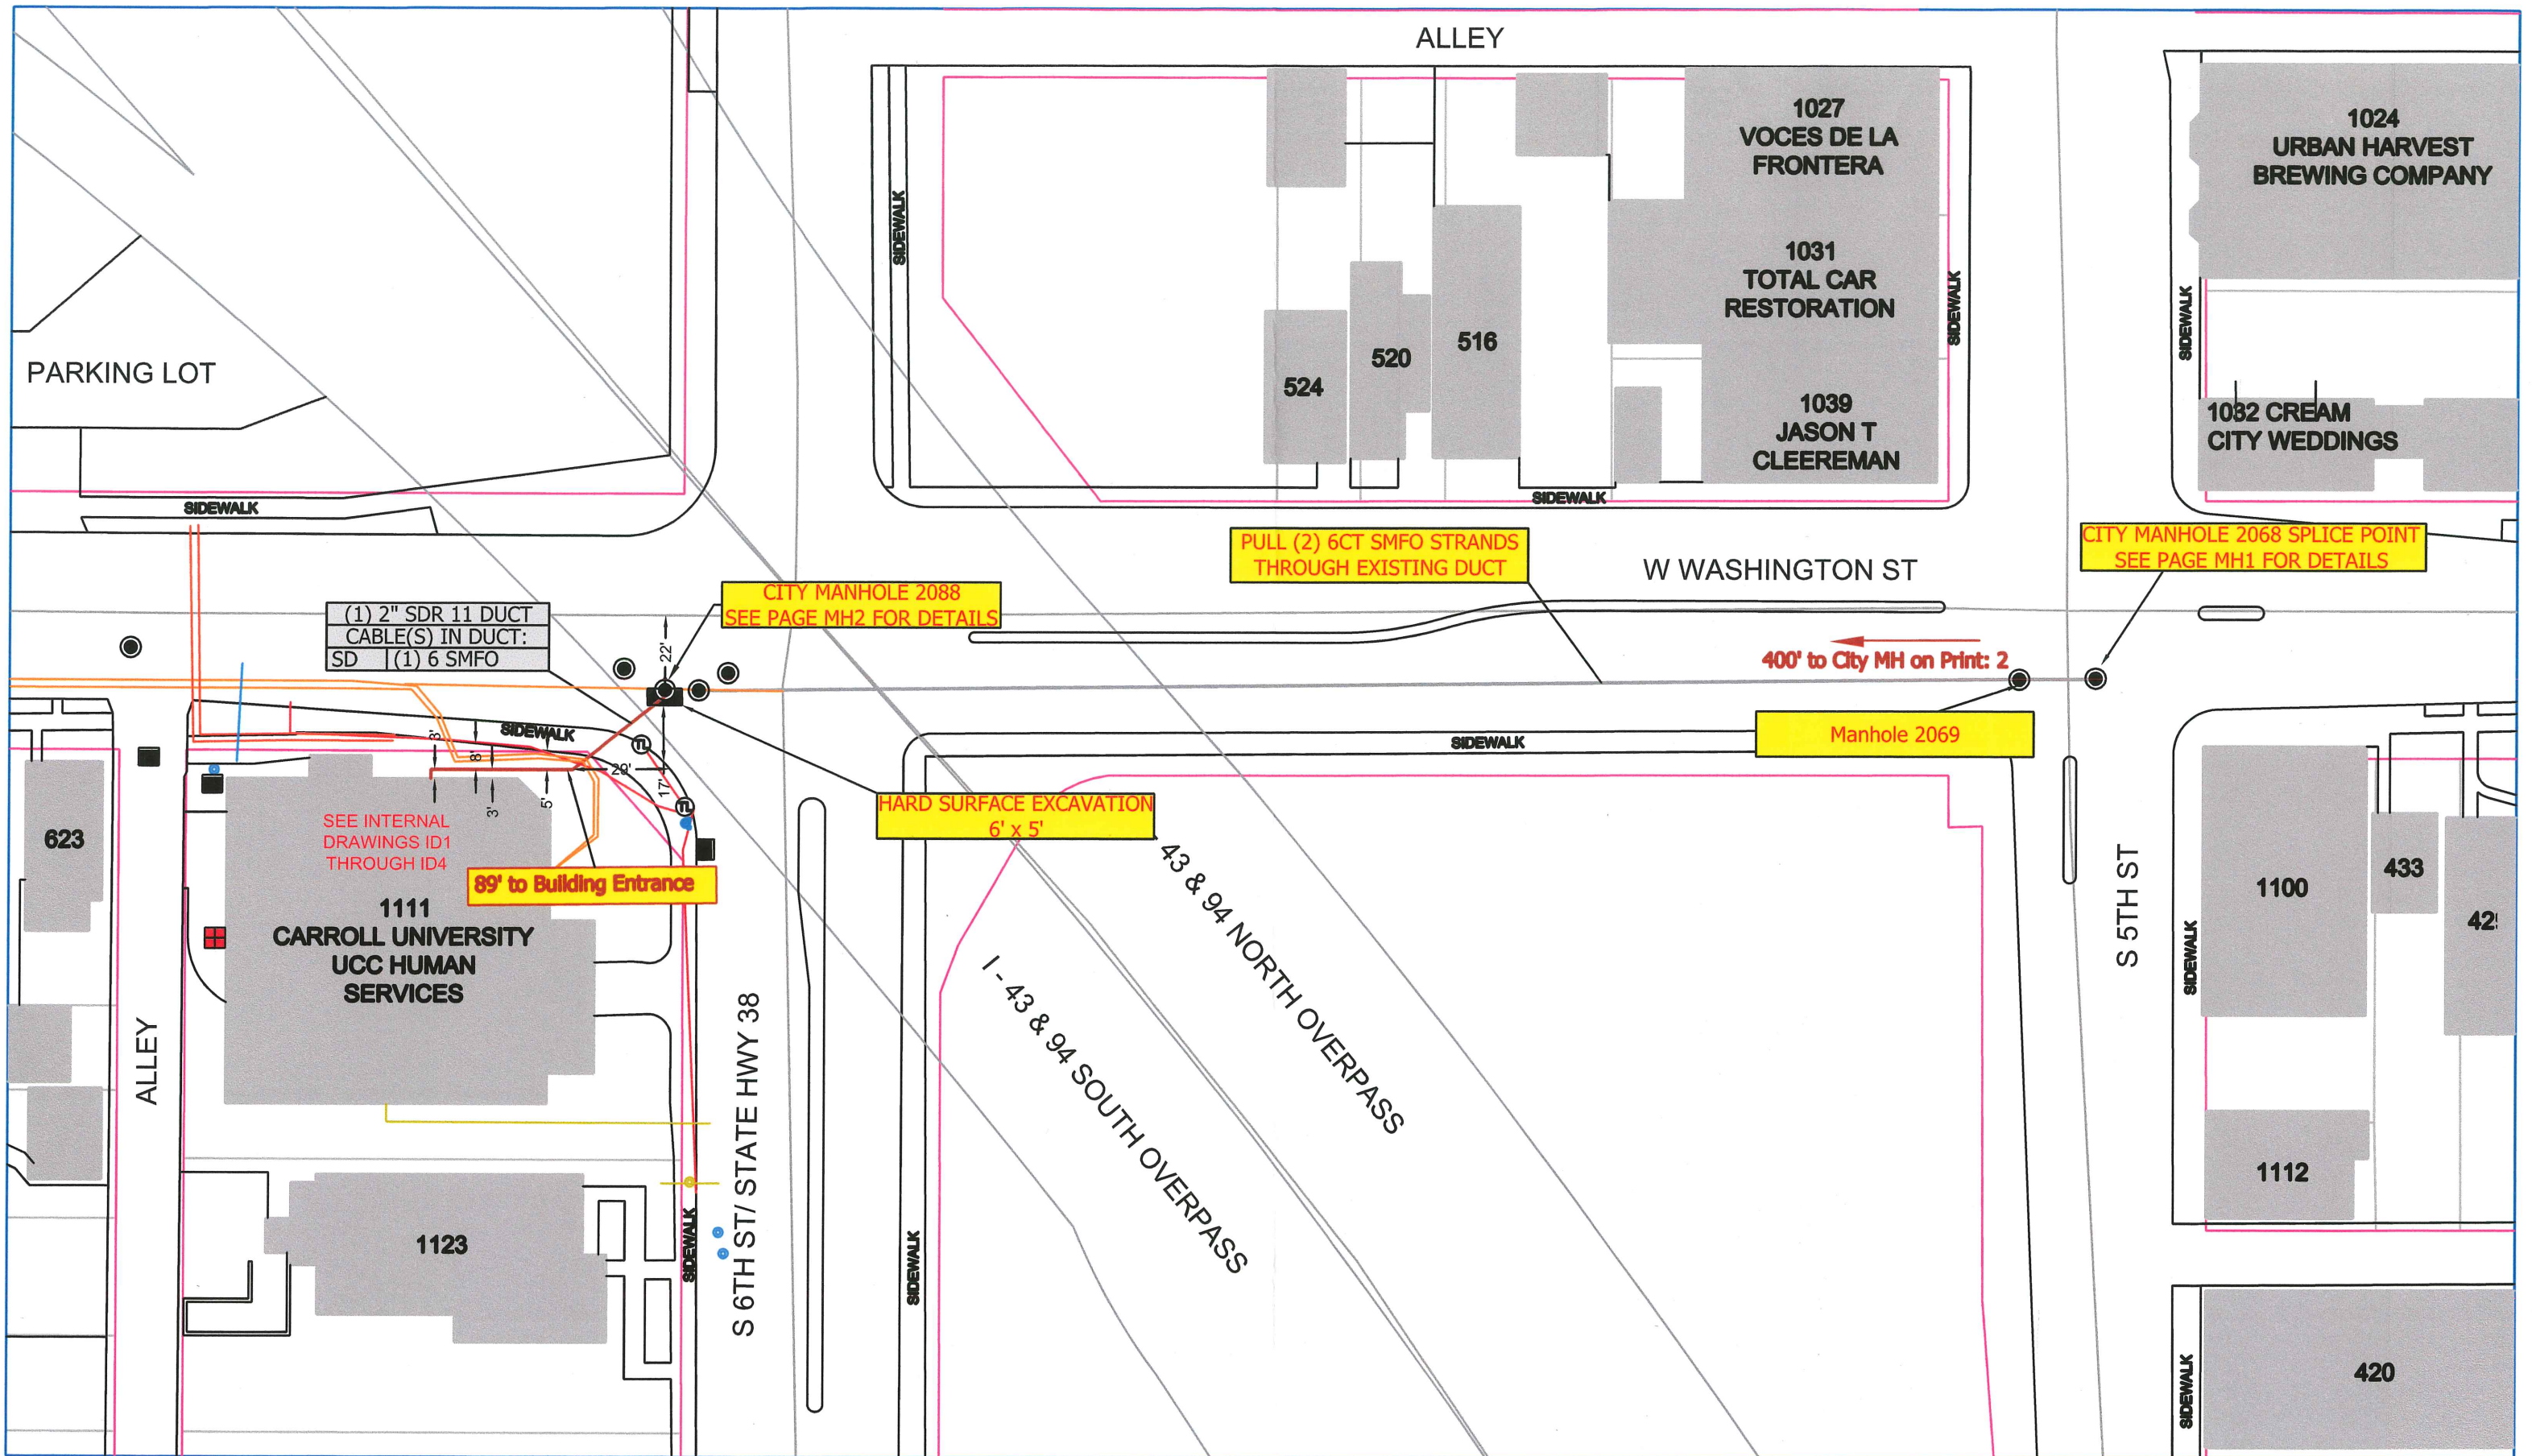 ALLEY
1027
VOCES DE LA
FRONTERA
1024
URBAN HARVEST
BREWING COMPANY
SIDEWALK
1031
TOTAL CAR
RESTORATION
SIDEWALK
SIDEWALK
PARKING LOT
524
520
516
1039
JASON T
CLEEREMAN
1032 CREAM
CITY WEDDINGS
SIDEWALK
SIDEWALK
PULL (2) 6CT SMFO STRANDS
THROUGH EXISTING DUCT
W WASHINGTON ST
CITY MANHOLE 2068 SPLICE POINT
SEE PAGE MH1 FOR DETAILS
CITY MANHOLE 2088
SEE PAGE MH2 FOR DETAILS
(1) 2" SDR 11 DUCT
CABLE(S) IN DUCT:
SD (1) 6 SMFO
22'
400' to City MH on Print: 2
SIDEWALK
3'
8'
3'
5'
29'
17'
SIDEWALK
Manhole 2069
HARD SURFACE EXCAVATION
6' x 5'
SEE INTERNAL
DRAWINGS ID1
THROUGH ID4
623
89' to Building Entrance
1111
CARROLL UNIVERSITY
UCC HUMAN
SERVICES
43 & 94 NORTH OVERPASS
I - 43 & 94 SOUTH OVERPASS
S 5TH ST
1100
433
SIDEWALK
ALLEY
S 6TH ST/ STATE HWY 38
1123
SIDEWALK
SIDEWALK
1112
420
SIDEWALK